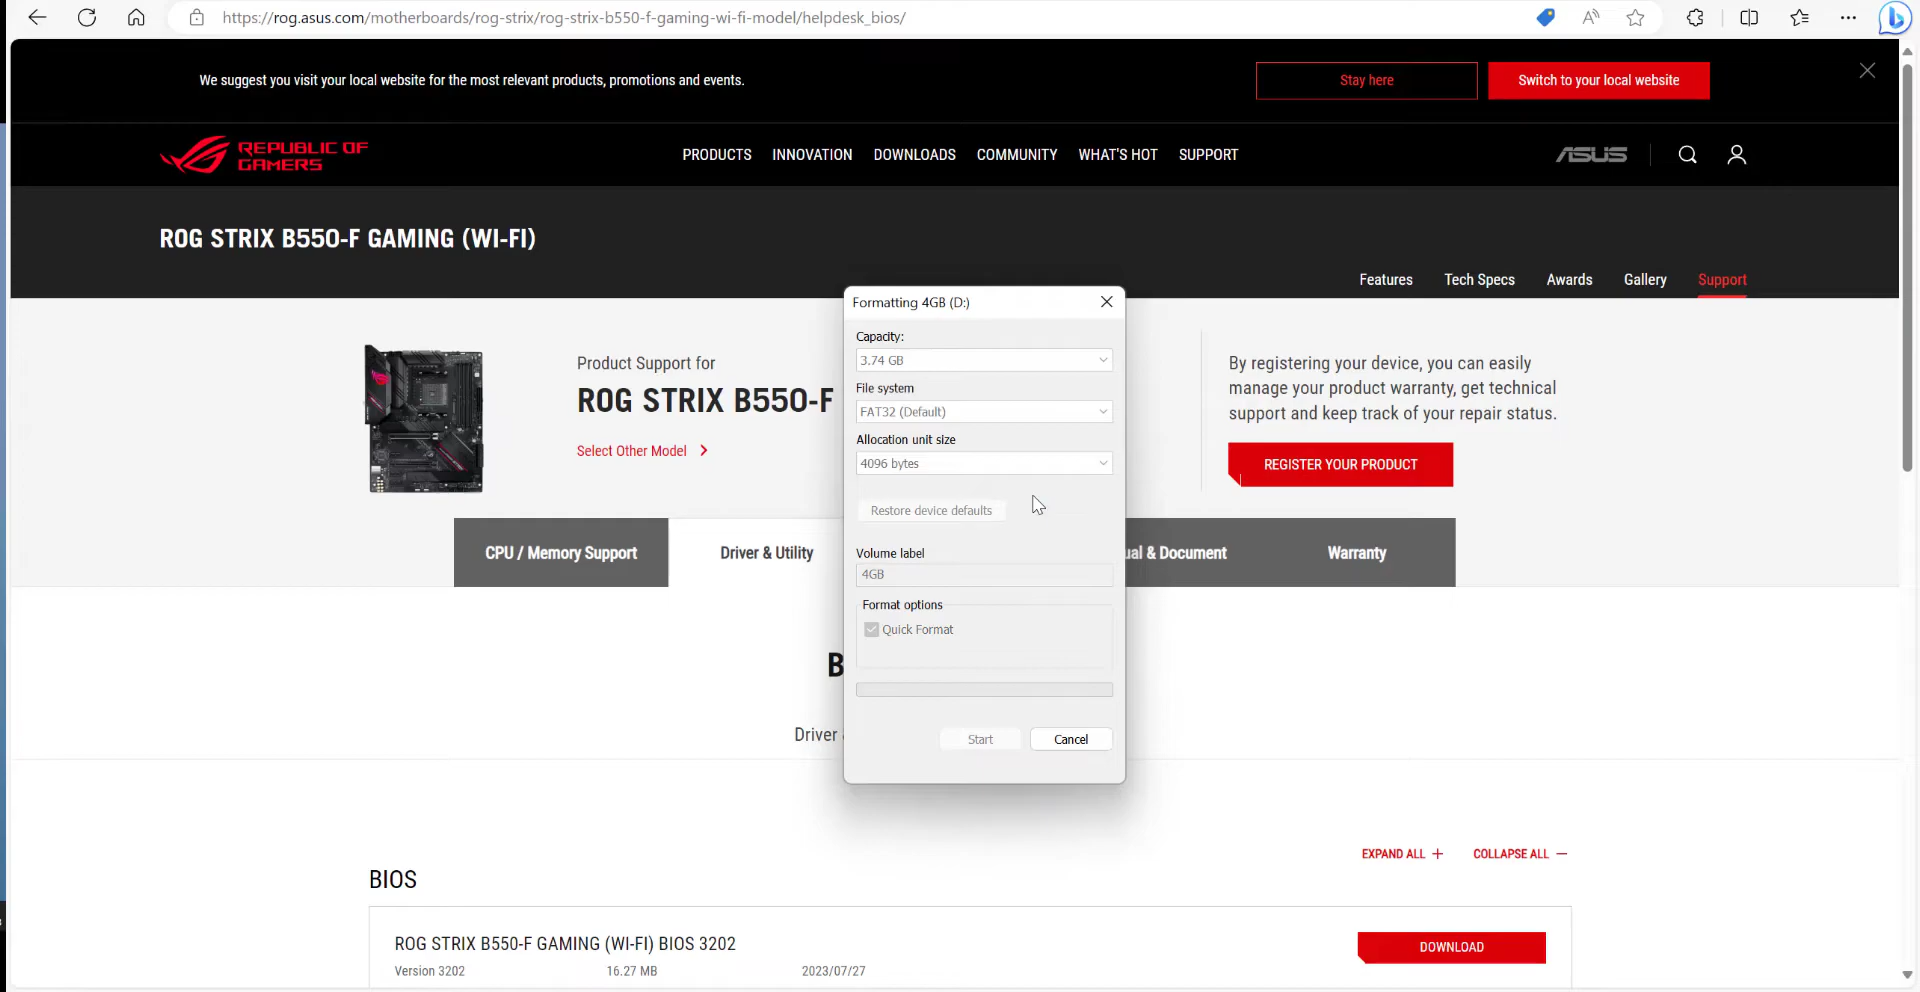 https://rog.asus.com/motherboards/rog-strix/rog-strix-b550-f-gaming-wi-fi-model/helpdesk_bios/
We suggest you visit your local website for the most relevant products, promotions and events.
Stay here
Switch to your local website
REPUBLIC OF
GAMERS
PRODUCTS INNOVATION DOWNLOADS COMMUNITY WHAT'S HOT SUPPORT
ASUS
ROG STRIX B550-F GAMING (WI-FI)
Features Tech Specs Awards Gallery Support
Product Support for
ROG STRIX B550-F
Select Other Model
Formatting 4GB (D:)
Capacity:
3.74 GB
File system
FAT32 (Default)
Allocation unit size
4096 bytes
Restore device defaults
Volume label
4GB
Format options
Quick Format
Start Cancel
By registering your device, you can easily
manage your product warranty, get technical
support and keep track of your repair status.
REGISTER YOUR PRODUCT
CPU / Memory Support Driver & Utility ual & Document Warranty
B
Driver
EXPAND ALL + COLLAPSE ALL −
BIOS
ROG STRIX B550-F GAMING (WI-FI) BIOS 3202
DOWNLOAD
Version 3202 16.27 MB 2023/07/27